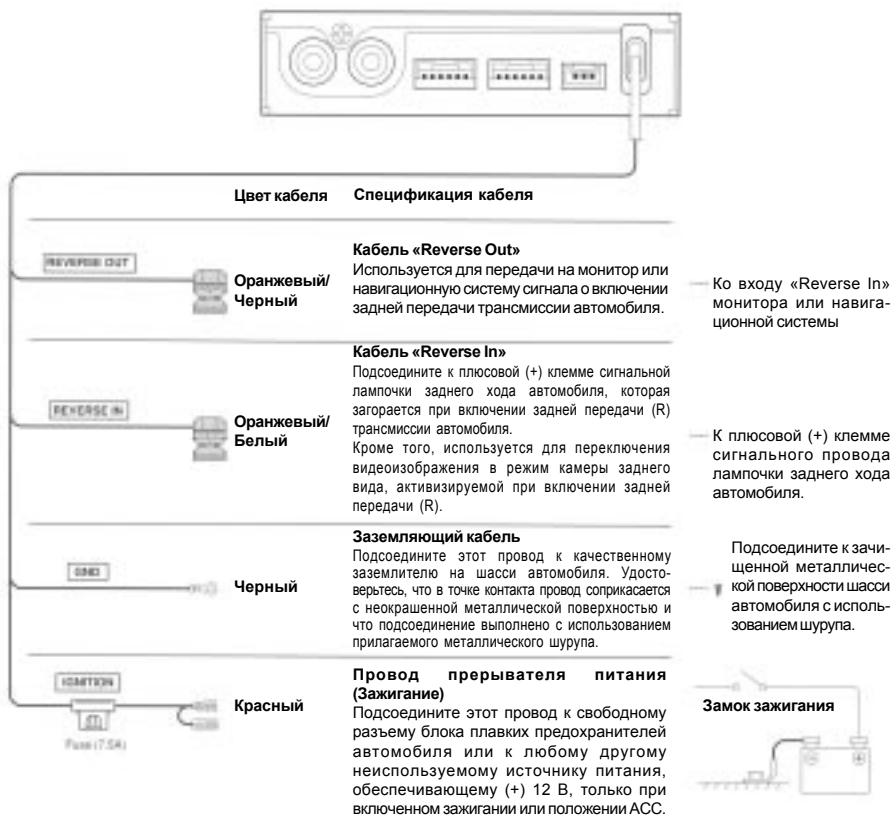 Цвет кабеля
Спецификация кабеля
REVERSE OUT
Оранжевый/
Черный
Кабель «Reverse Out»
Используется для передачи на монитор или
навигационную систему сигнала о включении
задней передачи трансмиссии автомобиля.
Ко входу «Reverse In»
монитора или навига-
ционной системы
REVERSE IN
Оранжевый/
Белый
Кабель «Reverse In»
Подсоедините к плюсовой (+) клемме сигнальной
лампочки заднего хода автомобиля, которая
загорается при включении задней передачи (R)
трансмиссии автомобиля.
Кроме того, используется для переключения
видеоизображения в режим камеры заднего
вида, активизируемой при включении задней
передачи (R).
К плюсовой (+) клемме
сигнального провода
лампочки заднего хода
автомобиля.
GND
Черный
Заземляющий кабель
Подсоедините этот провод к качественному
заземлителю на шасси автомобиля. Удосто-
верьтесь, что в точке контакта провод соприкасается
с неокрашенной металлической поверхностью и
что подсоединение выполнено с использованием
прилагаемого металлического шурупа.
Подсоедините к зачи-
щенной металличес-
кой поверхности шасси
автомобиля с исполь-
зованием шурупа.
IGNITION
Fuse (7.5A)
Красный
Провод прерывателя питания
(Зажигание)
Подсоедините этот провод к свободному
разъему блока плавких предохранителей
автомобиля или к любому другому
неиспользуемому источнику питания,
обеспечивающему (+) 12 В, только при
включенном зажигании или положении ACC.
Замок зажигания